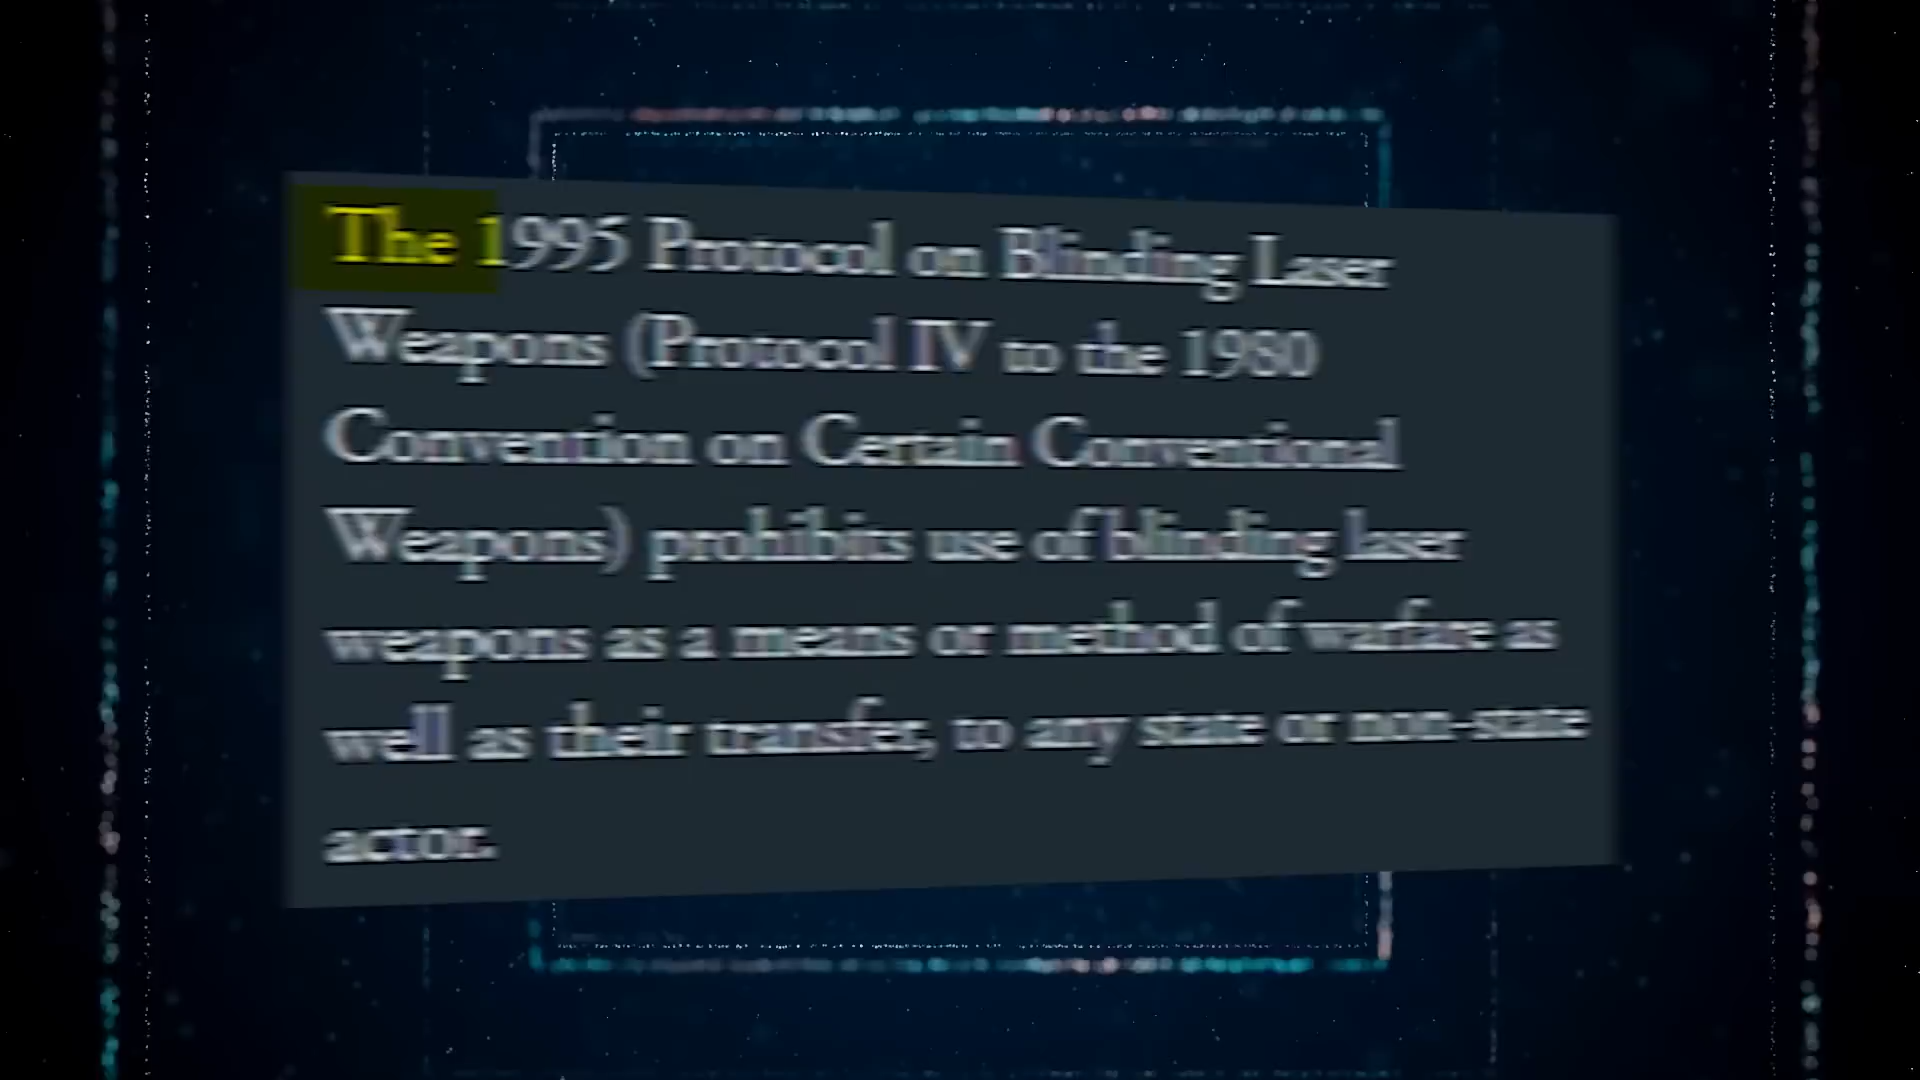 The 1995 Protocol on Blinding Laser
Weapons (Protocol IV to the 1980
Convention on Certain Conventional
Weapons) prohibits use of blinding laser
weapons as a means or method of warfare as
well as their transfer, to any state or non-state
actor.